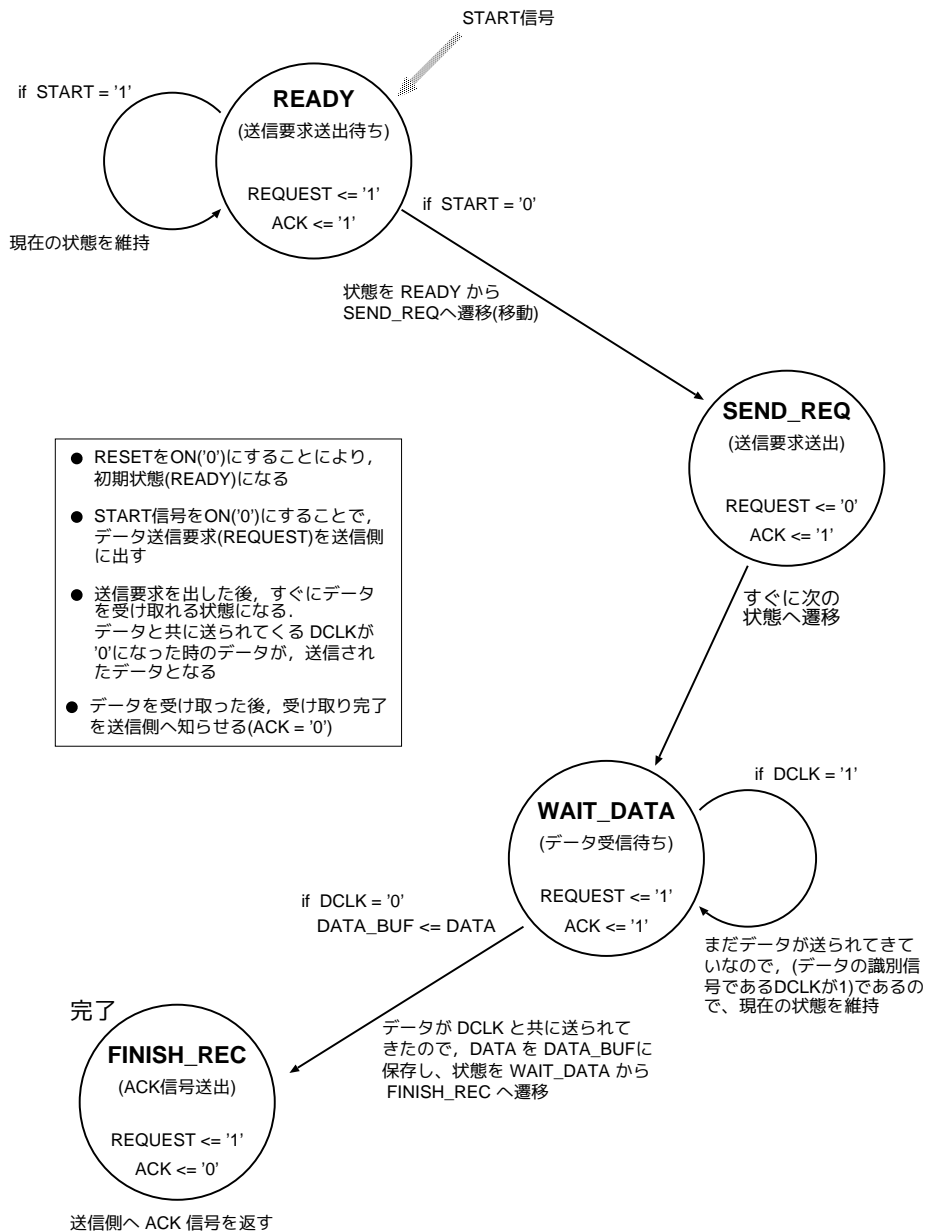 START信号
if START = '1'
READY
(送信要求送出待ち)
REQUEST <= '1'
ACK <= '1'
if START = '0'
現在の状態を維持
状態を READY から
SEND_REQへ遷移(移動)
SEND_REQ
(送信要求送出)
REQUEST <= '0'
ACK <= '1'
● RESETをON('0')にすることにより,
初期状態(READY)になる
● START信号をON('0')にすることで,
データ送信要求(REQUEST)を送信側
に出す
● 送信要求を出した後,すぐにデータ
を受け取れる状態になる.
データと共に送られてくる DCLKが
'0'になった時のデータが,送信され
たデータとなる
● データを受け取った後,受け取り完了
を送信側へ知らせる(ACK = '0')
すぐに次の
状態へ遷移
if DCLK = '1'
WAIT_DATA
(データ受信待ち)
REQUEST <= '1'
ACK <= '1'
if DCLK = '0'
DATA_BUF <= DATA
まだデータが送られてきて
いなので,(データの識別信
号であるDCLKが1)であるの
で、現在の状態を維持
データが DCLK と共に送られて
きたので,DATA を DATA_BUFに
保存し、状態を WAIT_DATA から
FINISH_REC へ遷移
完了
FINISH_REC
(ACK信号送出)
REQUEST <= '1'
ACK <= '0'
送信側へ ACK 信号を返す